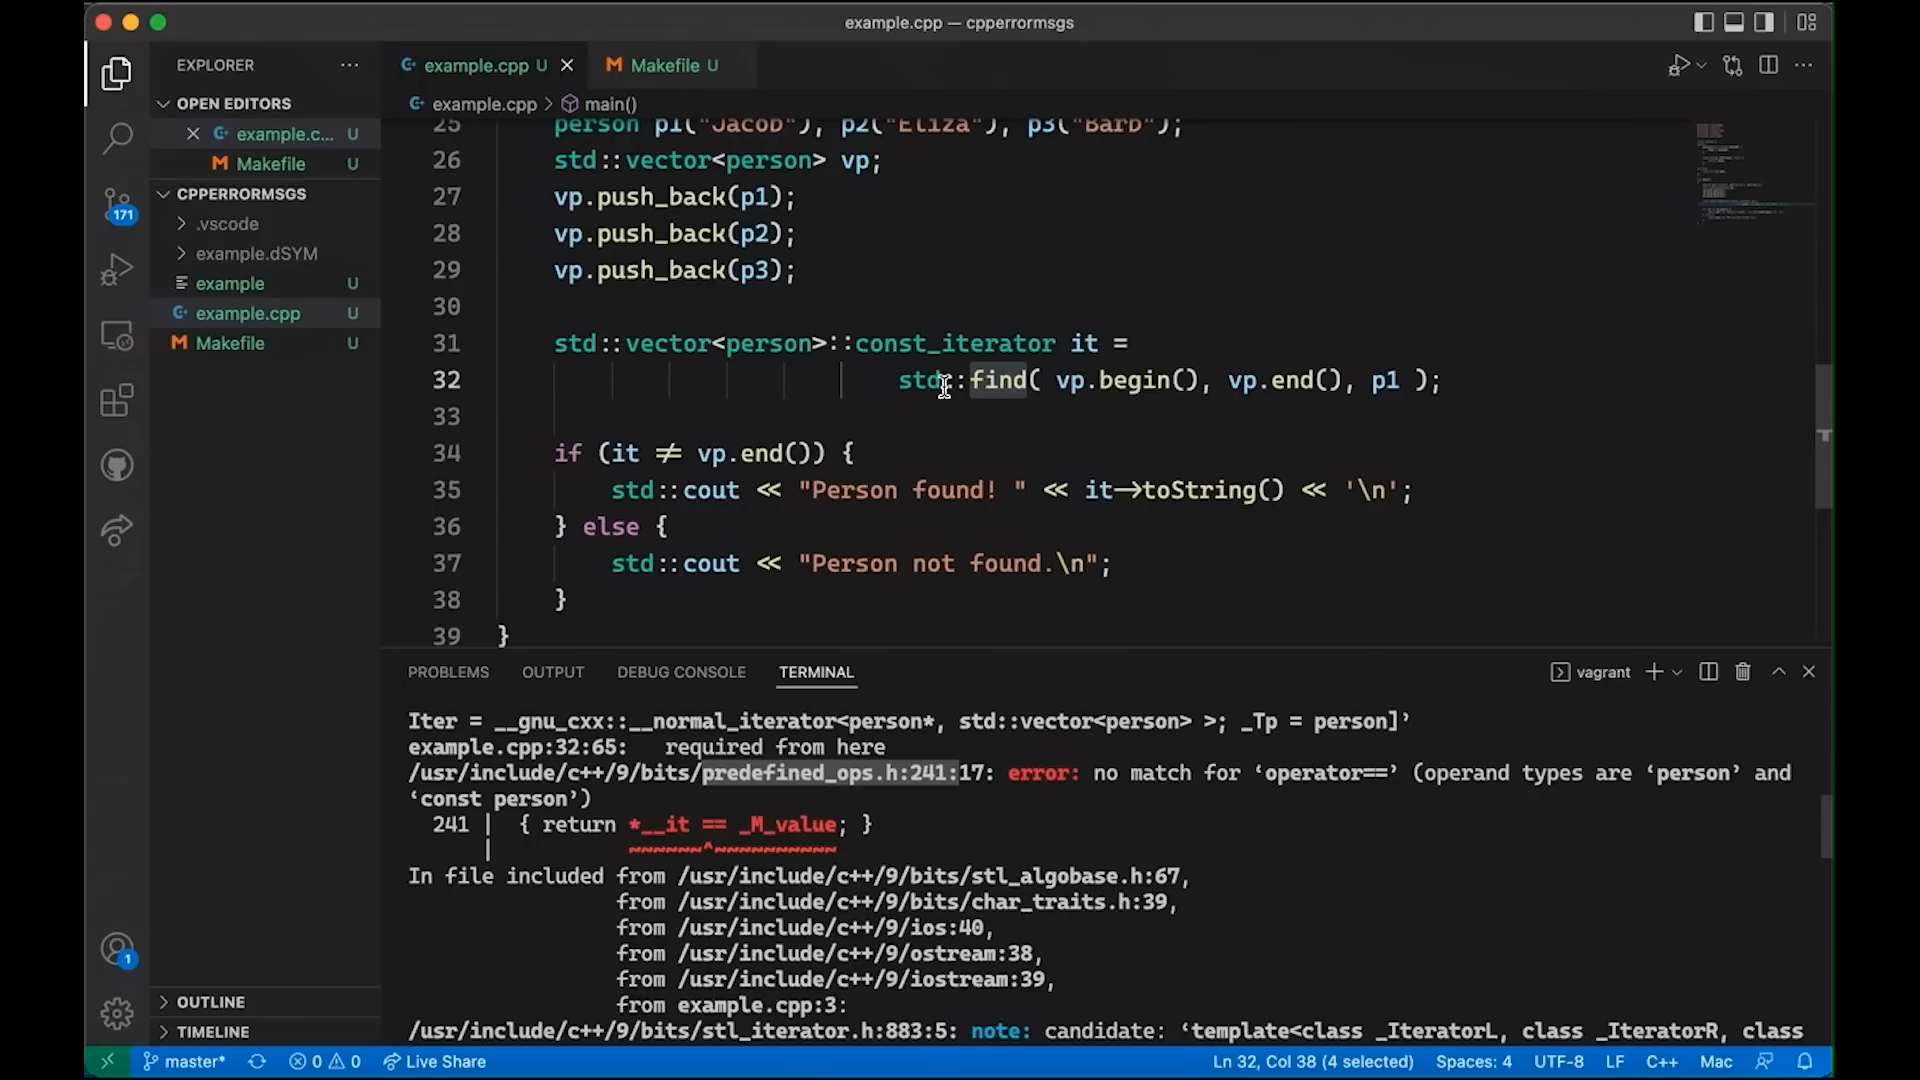 example.cpp — cpperrormsgs
EXPLORER
example.cpp U
Makefile U
OPEN EDITORS
example.cpp > main()
example.c... U
Makefile U
CPPERRORMSGS
.vscode
example.dSYM
example U
example.cpp U
Makefile U
171
1
OUTLINE
TIMELINE
25 person p1("Jacob"), p2("Eliza"), p3("Barb");
26 std::vector<person> vp;
27 vp.push_back(p1);
28 vp.push_back(p2);
29 vp.push_back(p3);
30
31 std::vector<person>::const_iterator it =
32 std::find( vp.begin(), vp.end(), p1 );
33
34 if (it ≠ vp.end()) {
35 std::cout << "Person found! " << it->toString() << '\n';
36 } else {
37 std::cout << "Person not found.\n";
38 }
39 }
PROBLEMS OUTPUT DEBUG CONSOLE TERMINAL vagrant
Iter = __gnu_cxx::__normal_iterator<person*, std::vector<person> >; _Tp = person]’
example.cpp:32:65: required from here
/usr/include/c++/9/bits/predefined_ops.h:241:17: error: no match for ‘operator==’ (operand types are ‘person’ and
‘const person’)
241 | { return *__it == _M_value; }
| ~~~~~~^~~~~~~~~~~
In file included from /usr/include/c++/9/bits/stl_algobase.h:67,
from /usr/include/c++/9/bits/char_traits.h:39,
from /usr/include/c++/9/ios:40,
from /usr/include/c++/9/ostream:38,
from /usr/include/c++/9/iostream:39,
from example.cpp:3:
/usr/include/c++/9/bits/stl_iterator.h:883:5: note: candidate: ‘template<class _IteratorL, class _IteratorR, class
master* 0 0 Live Share Ln 32, Col 38 (4 selected) Spaces: 4 UTF-8 LF C++ Mac